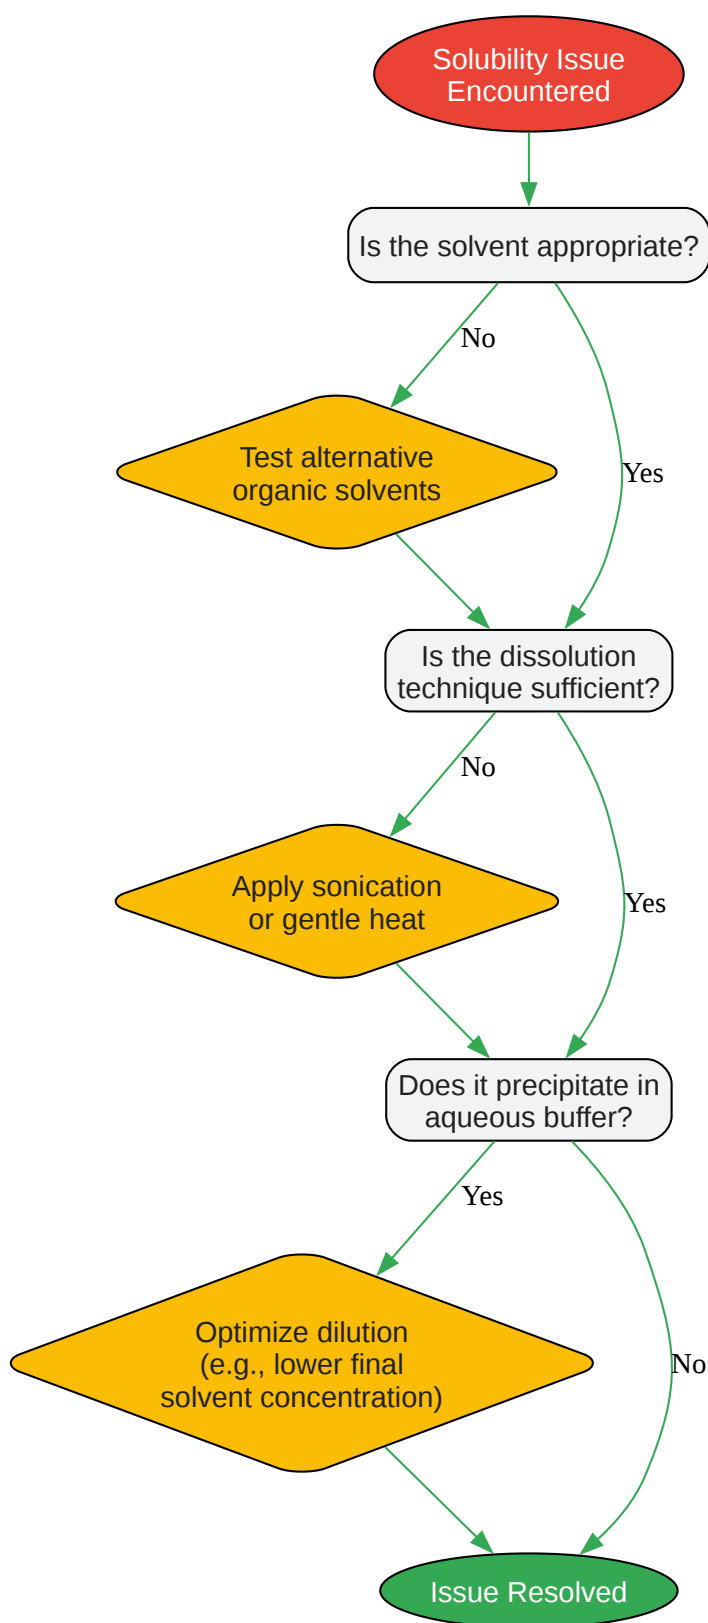 Solubility Issue
Encountered
Is the solvent appropriate?
No
Test alternative
organic solvents
Yes
Is the dissolution
technique sufficient?
No
Apply sonication
or gentle heat
Yes
Does it precipitate in
aqueous buffer?
Yes
Optimize dilution
(e.g., lower final
solvent concentration)
No
Issue Resolved